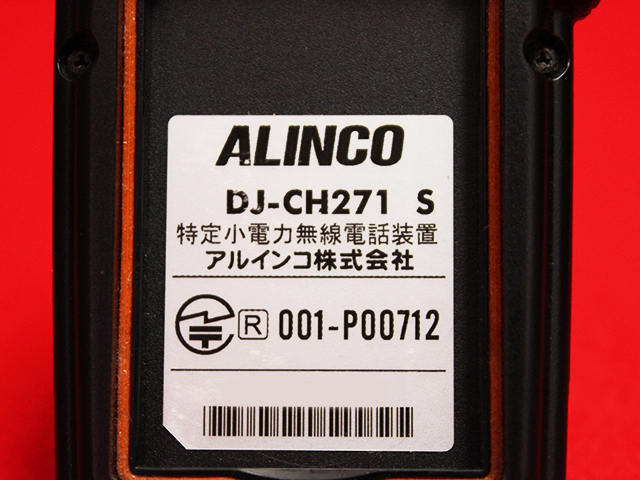 ALINCO
DJ-CH271 S
特定小電力無線電話装置
アルインコ株式会社
R 001-P00712